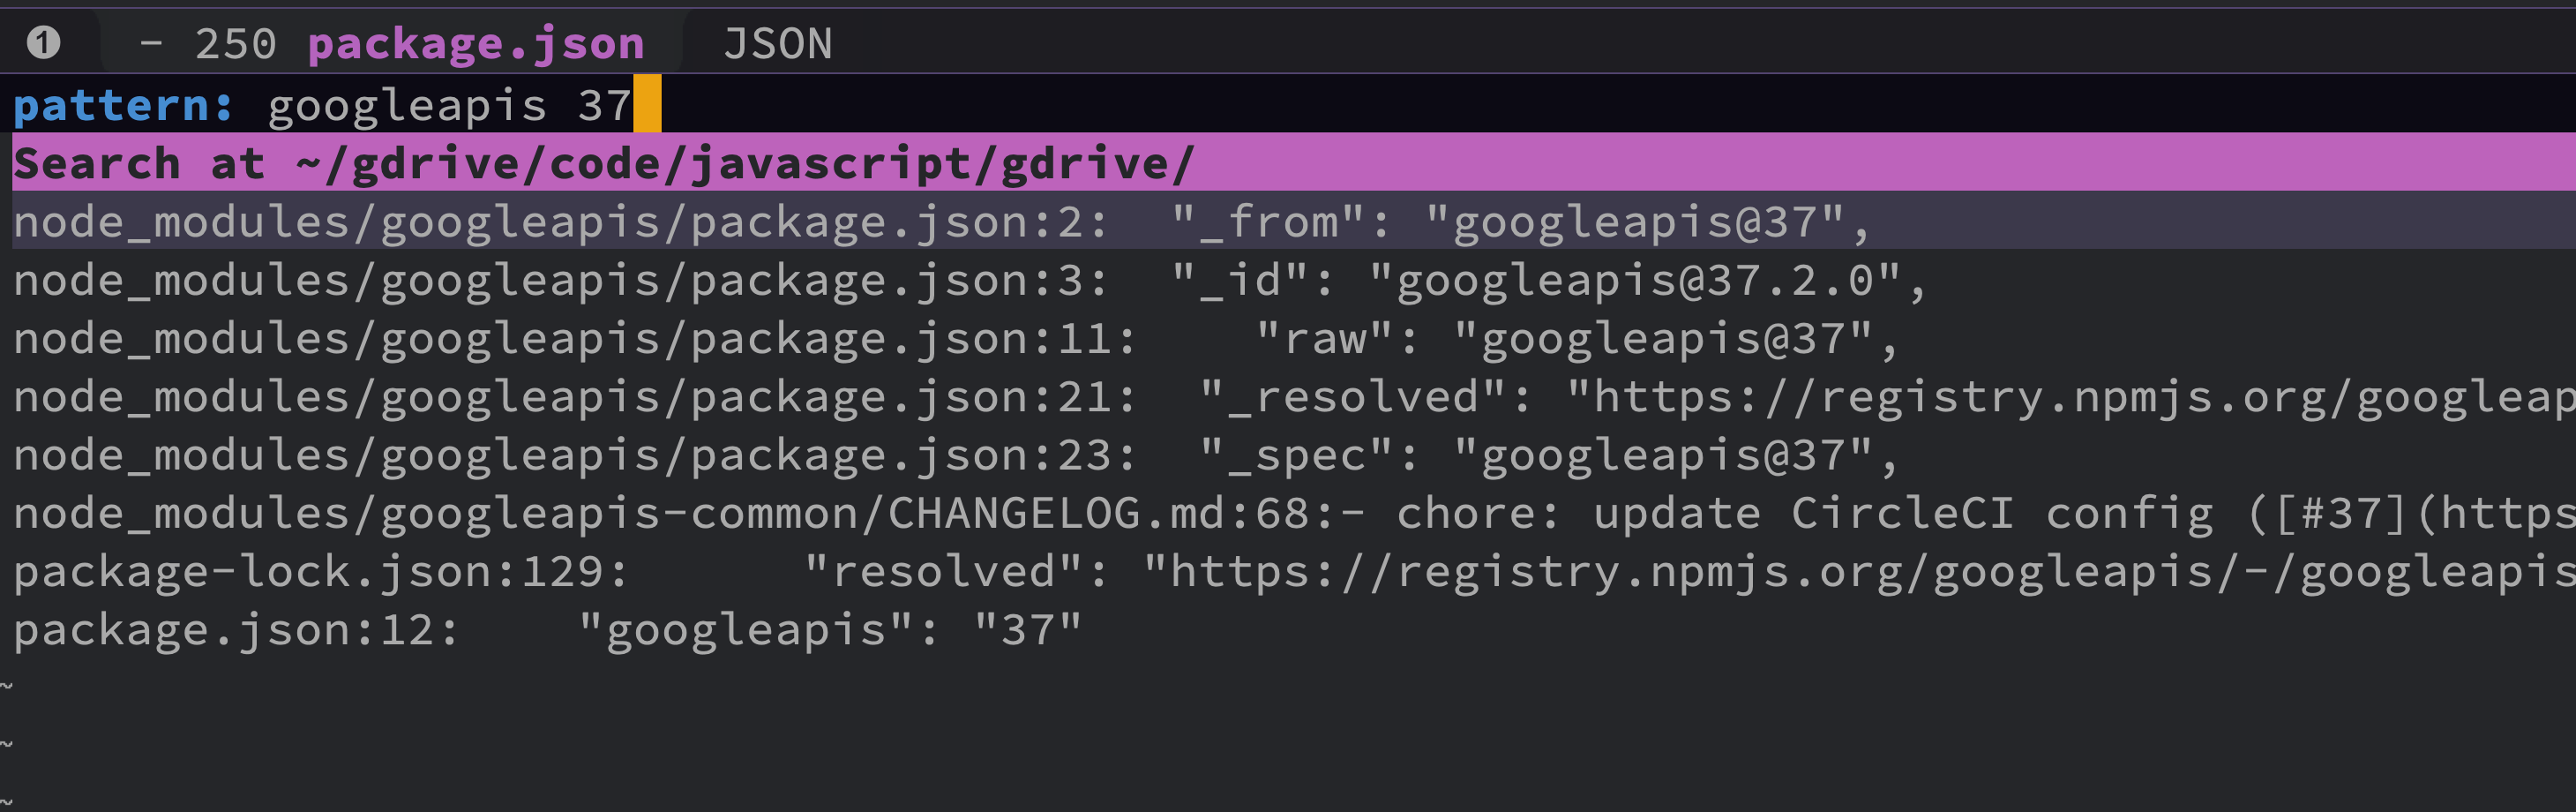 ❶ - 250 package.json JSON
pattern: googleapis 37
Search at ~/gdrive/code/javascript/gdrive/
node_modules/googleapis/package.json:2:  "_from": "googleapis@37",
node_modules/googleapis/package.json:3:  "_id": "googleapis@37.2.0",
node_modules/googleapis/package.json:11:    "raw": "googleapis@37",
node_modules/googleapis/package.json:21:  "_resolved": "https://registry.npmjs.org/googleap
node_modules/googleapis/package.json:23:  "_spec": "googleapis@37",
node_modules/googleapis-common/CHANGELOG.md:68:- chore: update CircleCI config ([#37](https
package-lock.json:129:      "resolved": "https://registry.npmjs.org/googleapis/-/googleapis
package.json:12:    "googleapis": "37"
~
~
~